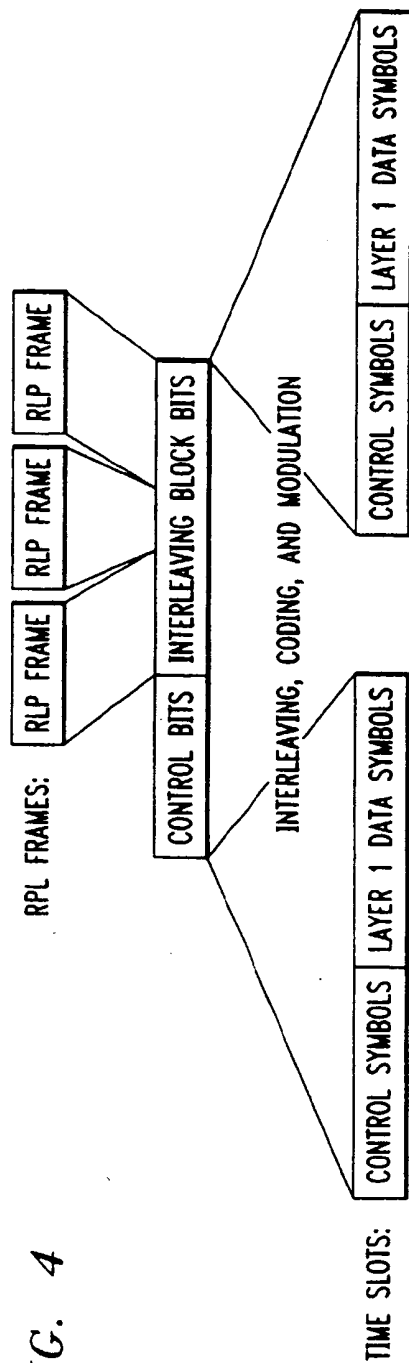 G. 4
RPL FRAMES:
RLP FRAME
RLP FRAME
RLP FRAME
CONTROL BITS
INTERLEAVING BLOCK BITS
INTERLEAVING, CODING, AND MODULATION
TIME SLOTS:
CONTROL SYMBOLS
LAYER 1 DATA SYMBOLS
CONTROL SYMBOLS
LAYER 1 DATA SYMBOLS